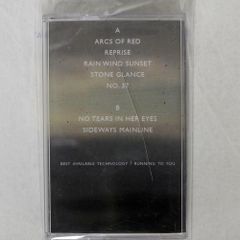 A
ARCS OF RED
REPRISE
RAIN WIND SUNSET
STONE GLANCE
NO. 37
B
NO TEARS IN HER EYES
SIDEWAYS MAINLINE
BEST AVAILABLE TECHNOLOGY / RUNNING TO YOU